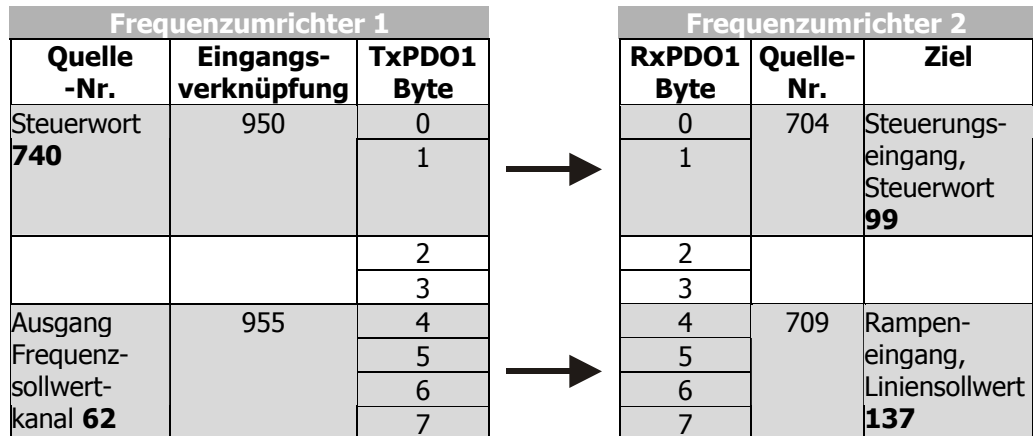 Frequenzumrichter 1 Frequenzumrichter 2
Quelle Eingangs- TxPDO1 RxPDO1 Quelle- Ziel
-Nr. verknüpfung Byte Byte Nr.
Steuerwort 950 0 0 704 Steuerungs-
740 1 1 eingang,
Steuerwort
99
2 2
3 3
Ausgang 955 4 4 709 Rampen-
Frequenz- 5 5 eingang,
sollwert- 6 6 Liniensollwert
kanal 62 7 7 137